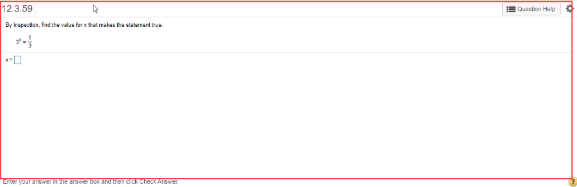 12.3.59
Question Help
By inspection, find the value for x that makes the statement true.
3ˣ = 1/3
x =
Enter your answer in the answer box and then click Check Answer.
?